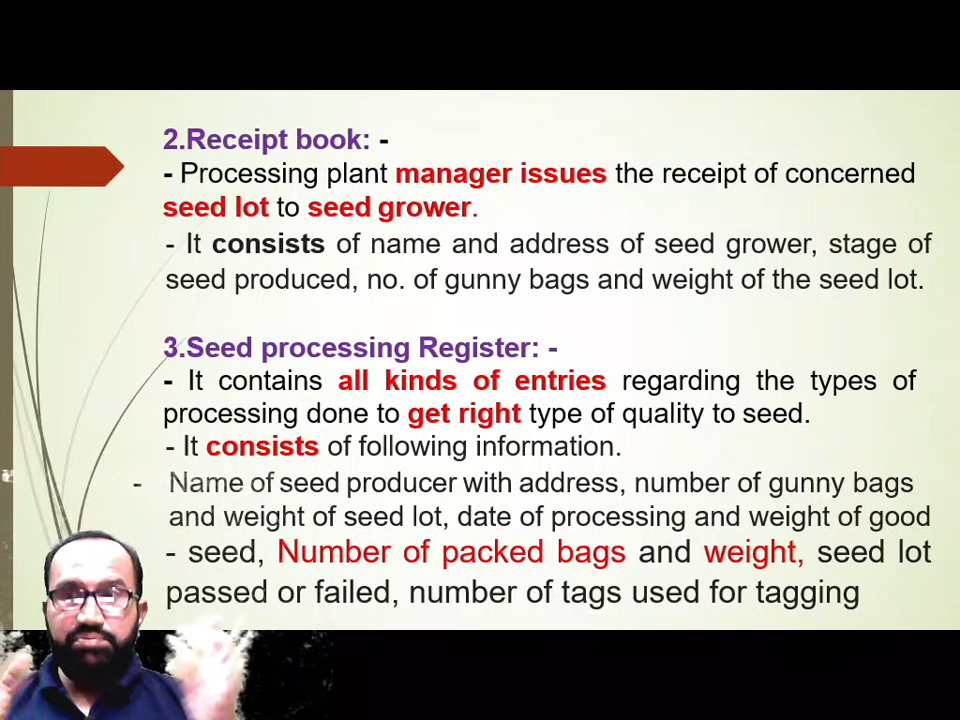 2.Receipt book: -
- Processing plant manager issues the receipt of concerned
seed lot to seed grower.
- It consists of name and address of seed grower, stage of
seed produced, no. of gunny bags and weight of the seed lot.
3.Seed processing Register: -
- It contains all kinds of entries regarding the types of
processing done to get right type of quality to seed.
- It consists of following information.
- Name of seed producer with address, number of gunny bags
and weight of seed lot, date of processing and weight of good
- seed, Number of packed bags and weight, seed lot
passed or failed, number of tags used for tagging